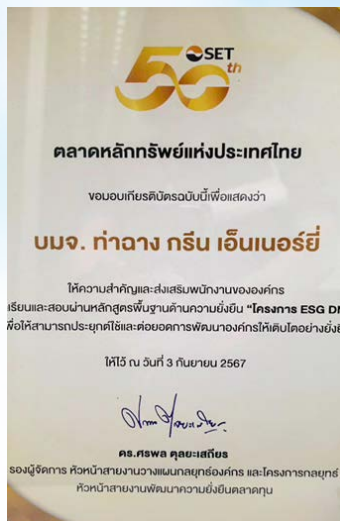 SET
50th
ตลาดหลักทรัพย์แห่งประเทศไทย
ขอมอบเกียรติบัตรฉบับนี้เพื่อแสดงว่า
บมจ. ท่าฉาง กรีน เอ็นเนอร์ยี่
ให้ความสำคัญและส่งเสริมพนักงานขององค์กร
เรียนและสอบผ่านหลักสูตรพื้นฐานด้านความยั่งยืน "โครงการ ESG DN
พื่อให้สามารถประยุกต์ใช้และต่อยอดการพัฒนาองค์กรให้เติบโตอย่างยั่งยื
ให้ไว้ ณ วันที่ 3 กันยายน 2567
ดร.ศรพล ตุลยะเสถียร
รองผู้จัดการ หัวหน้าสายงานวางแผนกลยุทธ์องค์กร และโครงการกลยุทธ์
หัวหน้าสายงานพัฒนาความยั่งยืนตลาดทุน